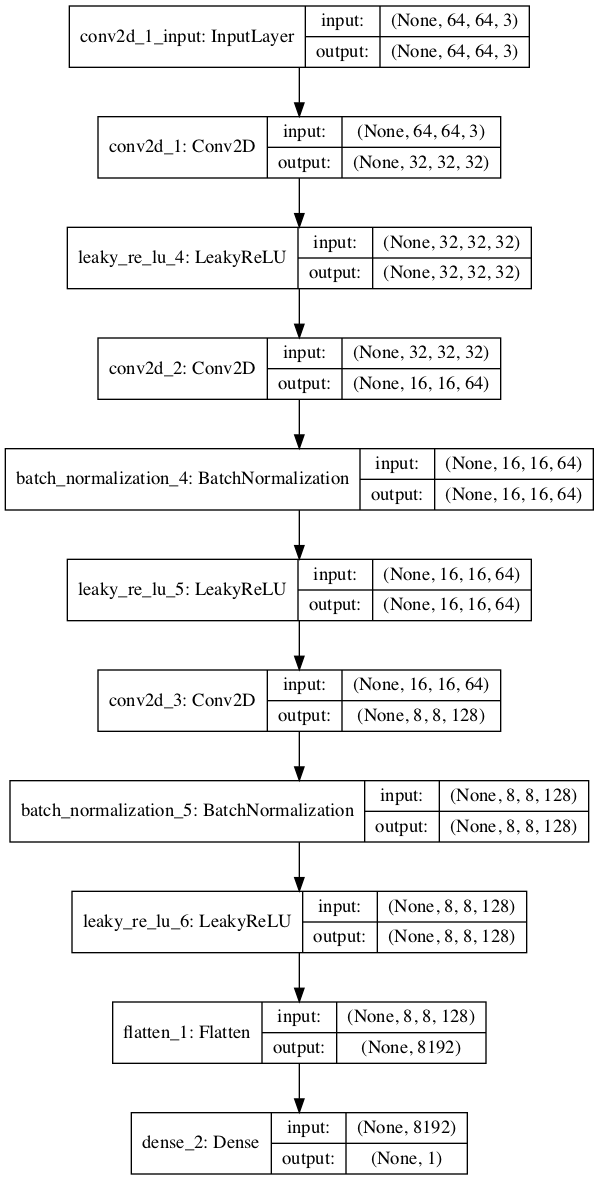 conv2d_1_input: InputLayer
input: (None, 64, 64, 3)
output: (None, 64, 64, 3)
conv2d_1: Conv2D
input: (None, 64, 64, 3)
output: (None, 32, 32, 32)
leaky_re_lu_4: LeakyReLU
input: (None, 32, 32, 32)
output: (None, 32, 32, 32)
conv2d_2: Conv2D
input: (None, 32, 32, 32)
output: (None, 16, 16, 64)
batch_normalization_4: BatchNormalization
input: (None, 16, 16, 64)
output: (None, 16, 16, 64)
leaky_re_lu_5: LeakyReLU
input: (None, 16, 16, 64)
output: (None, 16, 16, 64)
conv2d_3: Conv2D
input: (None, 16, 16, 64)
output: (None, 8, 8, 128)
batch_normalization_5: BatchNormalization
input: (None, 8, 8, 128)
output: (None, 8, 8, 128)
leaky_re_lu_6: LeakyReLU
input: (None, 8, 8, 128)
output: (None, 8, 8, 128)
flatten_1: Flatten
input: (None, 8, 8, 128)
output: (None, 8192)
dense_2: Dense
input: (None, 8192)
output: (None, 1)